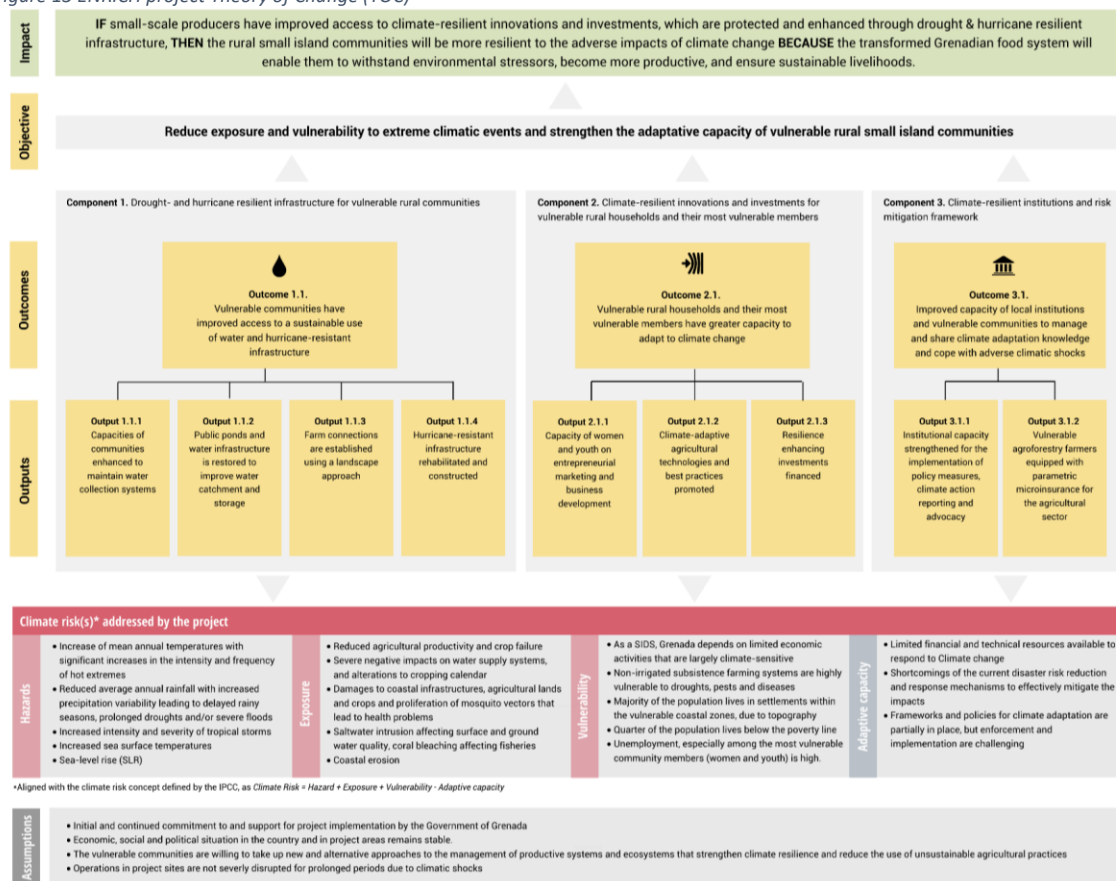 Figure 13 ENRICH project Theory of Change (TOC)
Impact
IF small-scale producers have improved access to climate-resilient innovations and investments, which are protected and enhanced through drought & hurricane resilient
infrastructure, THEN the rural small island communities will be more resilient to the adverse impacts of climate change BECAUSE the transformed Grenadian food system will
enable them to withstand environmental stressors, become more productive, and ensure sustainable livelihoods.
Objective
Reduce exposure and vulnerability to extreme climatic events and strengthen the adaptative capacity of vulnerable rural small island communities
Component 1. Drought- and hurricane resilient infrastructure for vulnerable rural communities
Component 2. Climate-resilient innovations and investments for
vulnerable rural households and their most vulnerable members
Component 3. Climate-resilient institutions and risk
mitigation framework
Outcomes
Outcome 1.1.
Vulnerable communities have
improved access to a sustainable use
of water and hurricane-resistant
infrastructure
Outcome 2.1.
Vulnerable rural households and their most
vulnerable members have greater capacity to
adapt to climate change
Outcome 3.1.
Improved capacity of local institutions
and vulnerable communities to manage
and share climate adaptation knowledge
and cope with adverse climatic shocks
Outputs
Output 1.1.1
Capacities of
communities
enhanced to
maintain water
collection systems
Output 1.1.2
Public ponds and
water infrastructure
is restored to
improve water
catchment and
storage
Output 1.1.3
Farm connections
are established
using a landscape
approach
Output 1.1.4
Hurricane-resistant
infrastructure
rehabilitated and
constructed
Output 2.1.1
Capacity of women
and youth on
entrepreneurial
marketing and
business
development
Output 2.1.2
Climate-adaptive
agricultural
technologies and
best practices
promoted
Output 2.1.3
Resilience
enhancing
investments
financed
Output 3.1.1
Institutional capacity
strengthened for the
implementation of
policy measures,
climate action
reporting and
advocacy
Output 3.1.2
Vulnerable
agroforestry farmers
equipped with
parametric
microinsurance for
the agricultural
sector
Climate risk(s)* addressed by the project
Hazards
• Increase of mean annual temperatures with
significant increases in the intensity and frequency
of hot extremes
• Reduced average annual rainfall with increased
precipitation variability leading to delayed rainy
seasons, prolonged droughts and/or severe floods
• Increased intensity and severity of tropical storms
• Increased sea surface temperatures
• Sea-level rise (SLR)
Exposure
• Reduced agricultural productivity and crop failure
• Severe negative impacts on water supply systems,
and alterations to cropping calendar
• Damages to coastal infrastructures, agricultural lands
and crops and proliferation of mosquito vectors that
lead to health problems
• Saltwater intrusion affecting surface and ground
water quality, coral bleaching affecting fisheries
• Coastal erosion
Vulnerability
• As a SIDS, Grenada depends on limited economic
activities that are largely climate-sensitive
• Non-irrigated subsistence farming systems are highly
vulnerable to droughts, pests and diseases
• Majority of the population lives in settlements within
the vulnerable coastal zones, due to topography
• Quarter of the population lives below the poverty line
• Unemployment, especially among the most vulnerable
community members (women and youth) is high.
Adaptive capacity
• Limited financial and technical resources available to
respond to Climate change
• Shortcomings of the current disaster risk reduction
and response mechanisms to effectively mitigate the
impacts
• Frameworks and policies for climate adaptation are
partially in place, but enforcement and
implementation are challenging
*Aligned with the climate risk concept defined by the IPCC, as Climate Risk = Hazard + Exposure + Vulnerability - Adaptive capacity
Assumptions
• Initial and continued commitment to and support for project implementation by the Government of Grenada
• Economic, social and political situation in the country and in project areas remains stable.
• The vulnerable communities are willing to take up new and alternative approaches to the management of productive systems and ecosystems that strengthen climate resilience and reduce the use of unsustainable agricultural practices
• Operations in project sites are not severly disrupted for prolonged periods due to climatic shocks